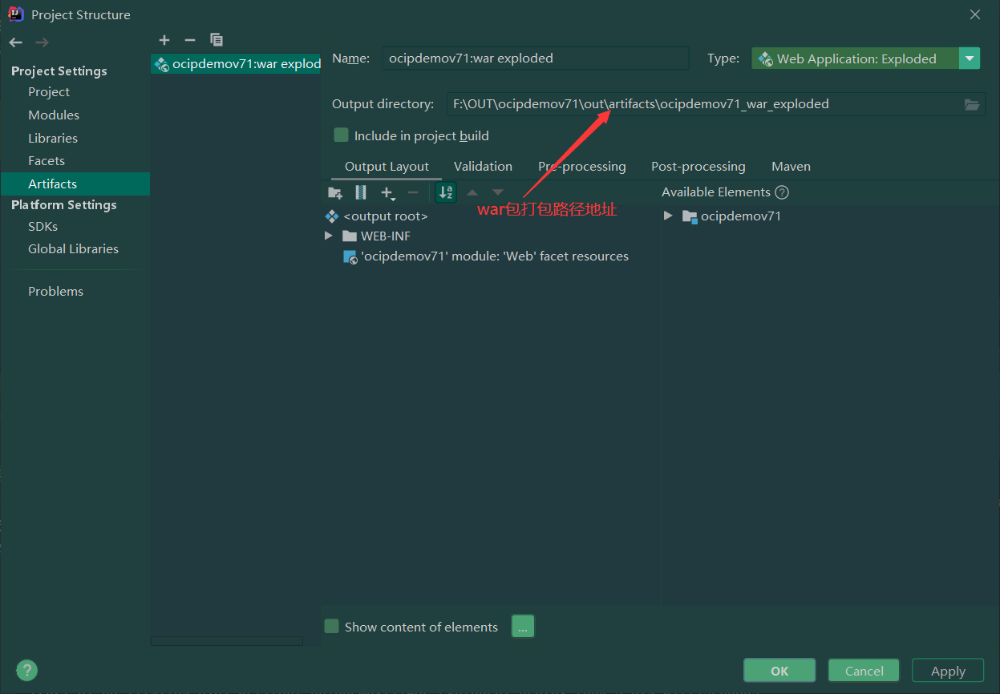 Project Structure
Project Settings
Project
Modules
Libraries
Facets
Artifacts
Platform Settings
SDKs
Global Libraries
Problems
ocipdemov71:war explod
Name:
ocipdemov71:war exploded
Type:
Web Application: Exploded
Output directory:
F:\OUT\ocipdemov71\out\artifacts\ocipdemov71_war_exploded
Include in project build
Output Layout
Validation
Pre-processing
Post-processing
Maven
war包打包路径地址
Available Elements ?
<output root>
WEB-INF
'ocipdemov71' module: 'Web' facet resources
ocipdemov71
Show content of elements
...
?
OK
Cancel
Apply